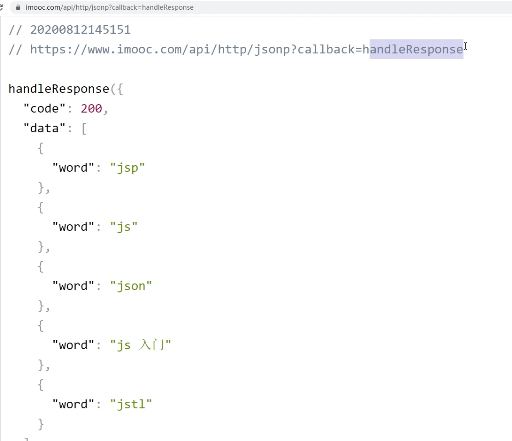 imooc.com/api/http/jsonp?callback=handleResponse
// 20200812145151
// https://www.imooc.com/api/http/jsonp?callback=handleResponse
handleResponse({
"code": 200,
"data": [
{
"word": "jsp"
},
{
"word": "js"
},
{
"word": "json"
},
{
"word": "js 入门"
},
{
"word": "jstl"
}